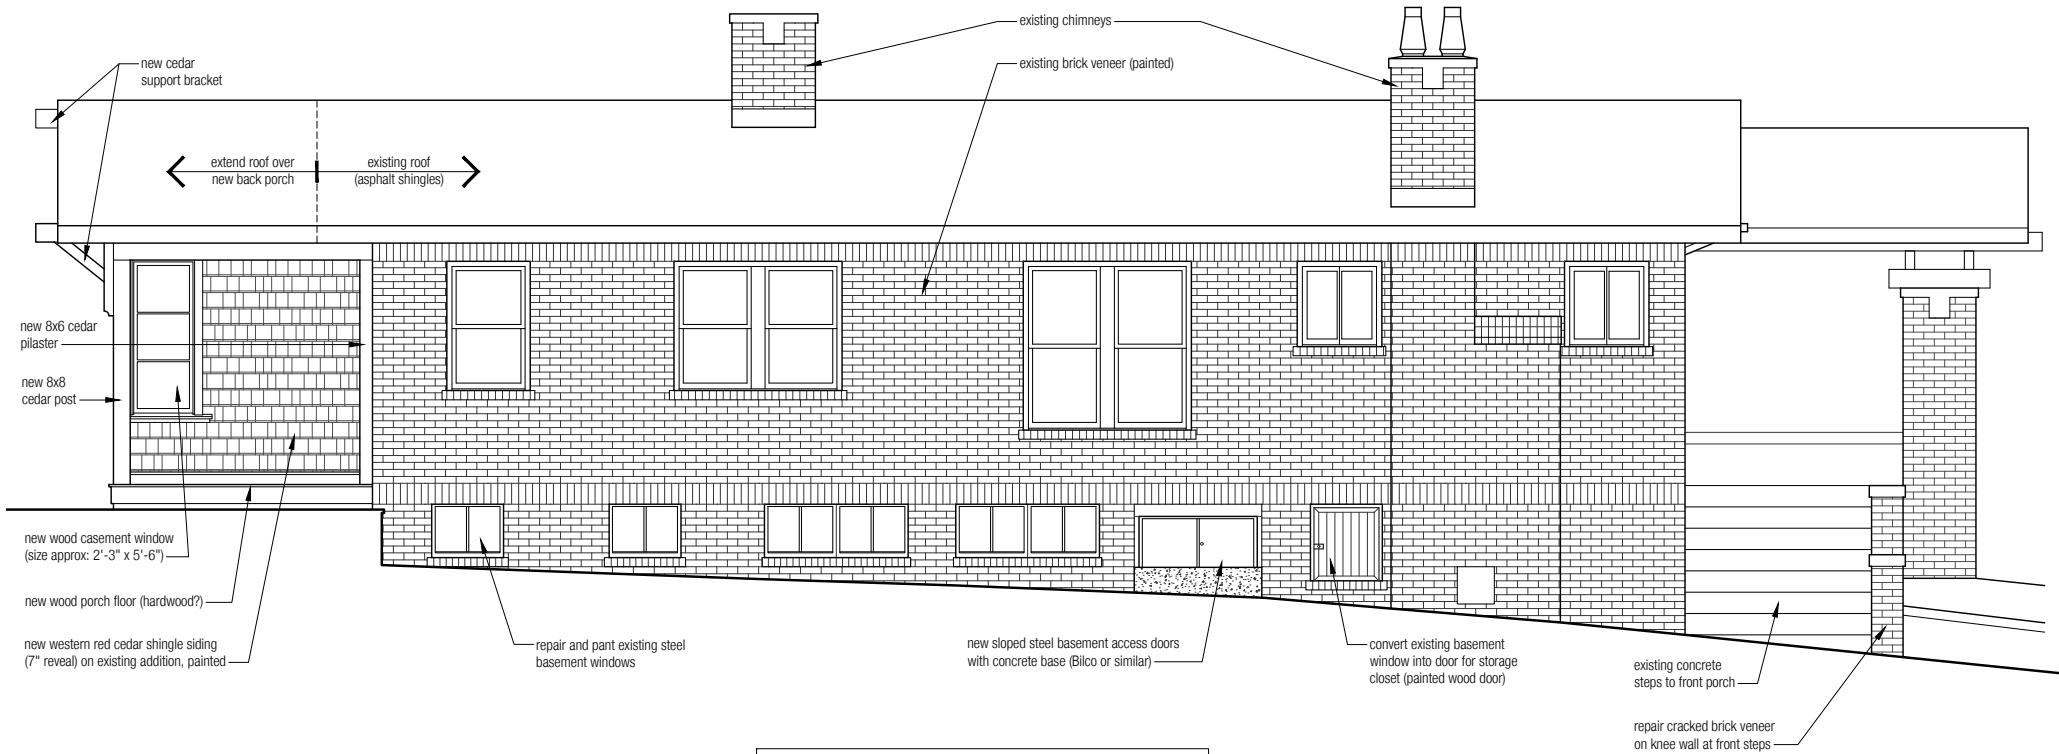 existing chimneys
new cedar
support bracket
existing brick veneer (painted)
extend roof over
new back porch
existing roof
(asphalt shingles)
new 8x6 cedar
pilaster
new 8x8
cedar post
new wood casement window
(size approx: 2'-3" x 5'-6")
new wood porch floor (hardwood?)
new western red cedar shingle siding
(7" reveal) on existing addition, painted
repair and pant existing steel
basement windows
new sloped steel basement access doors
with concrete base (Bilco or similar)
convert existing basement
window into door for storage
closet (painted wood door)
existing concrete
steps to front porch
repair cracked brick veneer
on knee wall at front steps